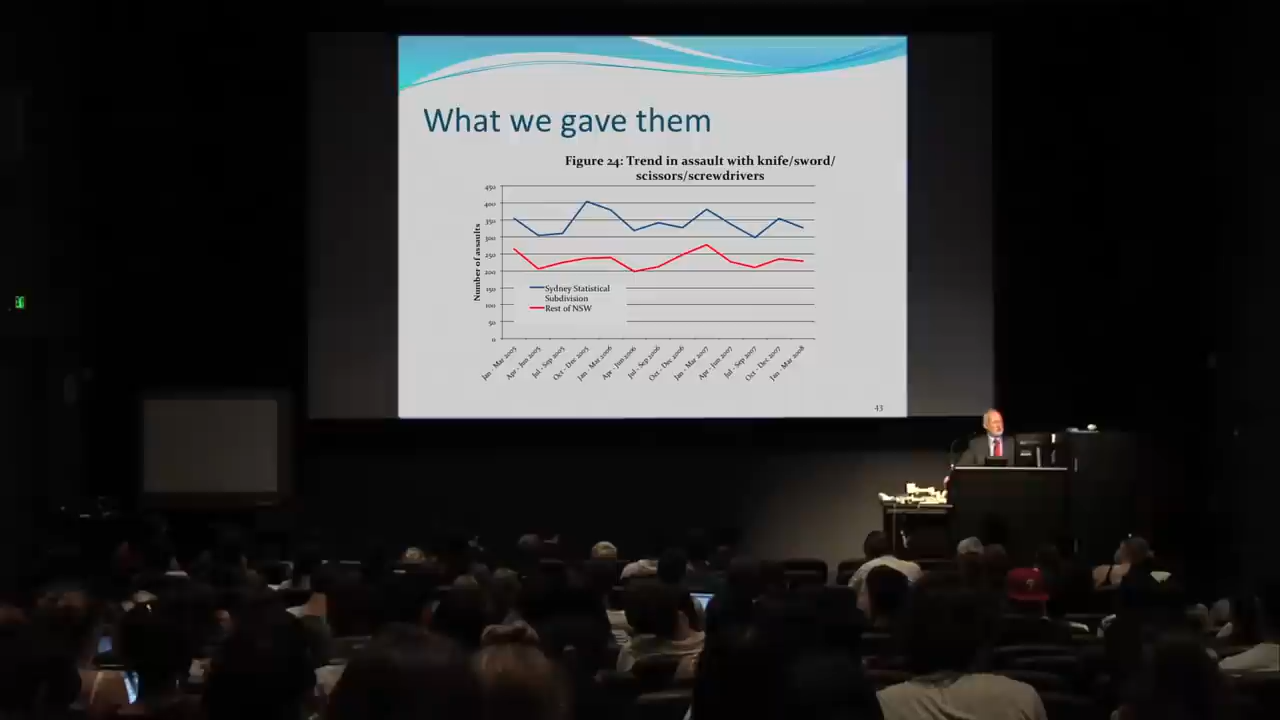 What we gave them
Figure 24: Trend in assault with knife/sword/
scissors/screwdrivers
450
400
350
300
250
200
150
100
50
0
Number of assaults
Sydney Statistical
Subdivision
Rest of NSW
Jan - Mar 2005
Apr - Jun 2005
Jul - Sep 2005
Oct - Dec 2005
Jan - Mar 2006
Apr - Jun 2006
Jul - Sep 2006
Oct - Dec 2006
Jan - Mar 2007
Apr - Jun 2007
Jul - Sep 2007
Oct - Dec 2007
Jan - Mar 2008
43